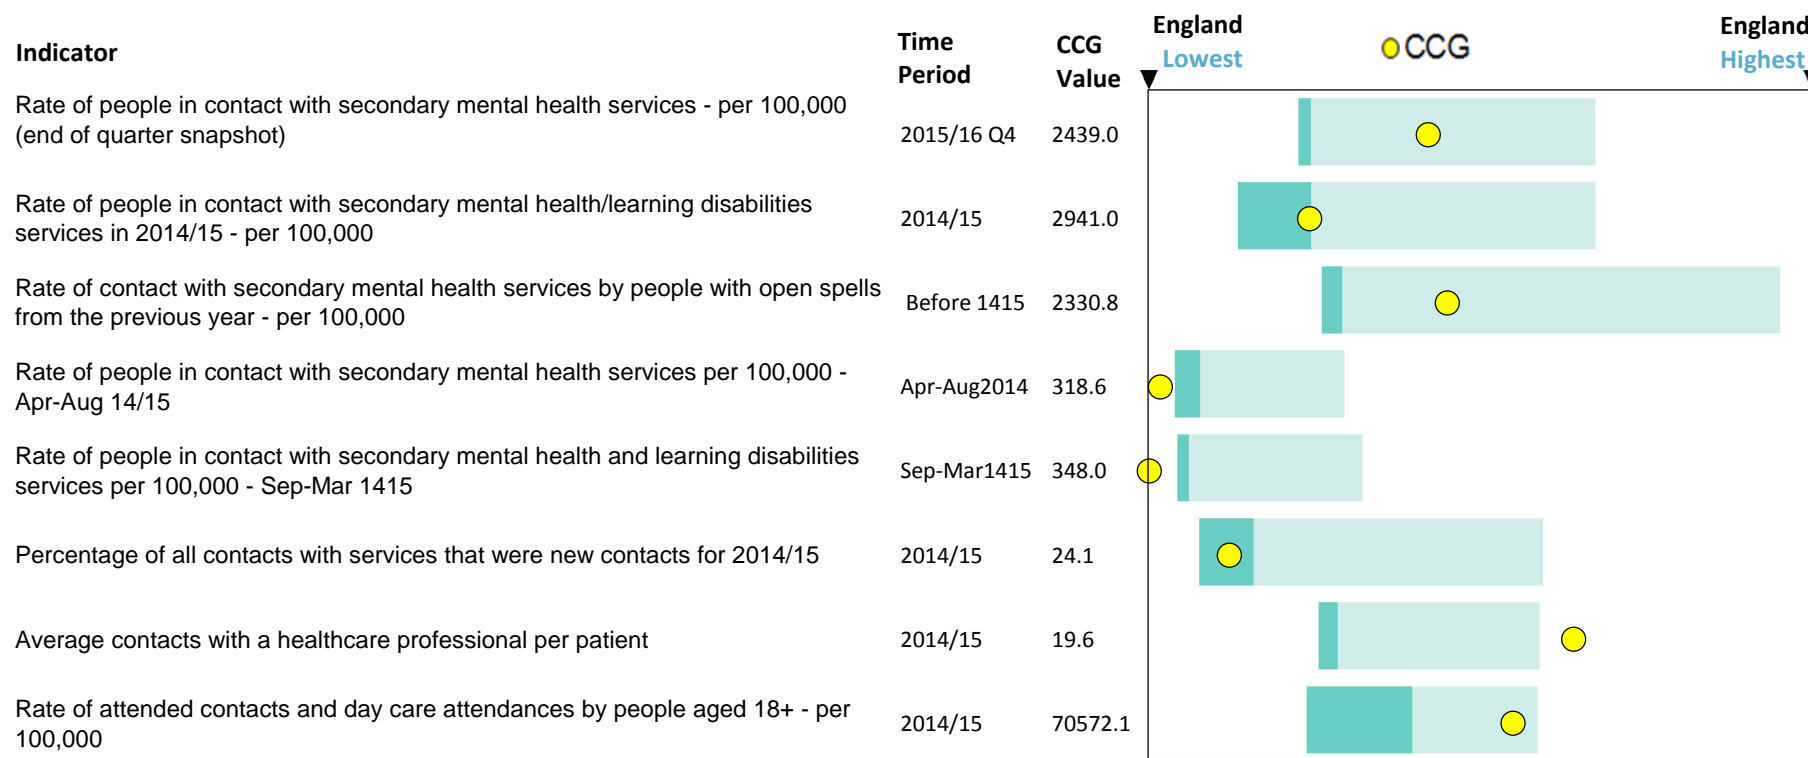 Indicator
Time
Period
CCG
Value
England
Lowest
CCG
England
Highest
Rate of people in contact with secondary mental health services - per 100,000
(end of quarter snapshot)
2015/16 Q4
2439.0
Rate of people in contact with secondary mental health/learning disabilities
services in 2014/15 - per 100,000
2014/15
2941.0
Rate of contact with secondary mental health services by people with open spells
from the previous year - per 100,000
Before 1415
2330.8
Rate of people in contact with secondary mental health services per 100,000 -
Apr-Aug 14/15
Apr-Aug2014
318.6
Rate of people in contact with secondary mental health and learning disabilities
services per 100,000 - Sep-Mar 1415
Sep-Mar1415
348.0
Percentage of all contacts with services that were new contacts for 2014/15
2014/15
24.1
Average contacts with a healthcare professional per patient
2014/15
19.6
Rate of attended contacts and day care attendances by people aged 18+ - per
100,000
2014/15
70572.1